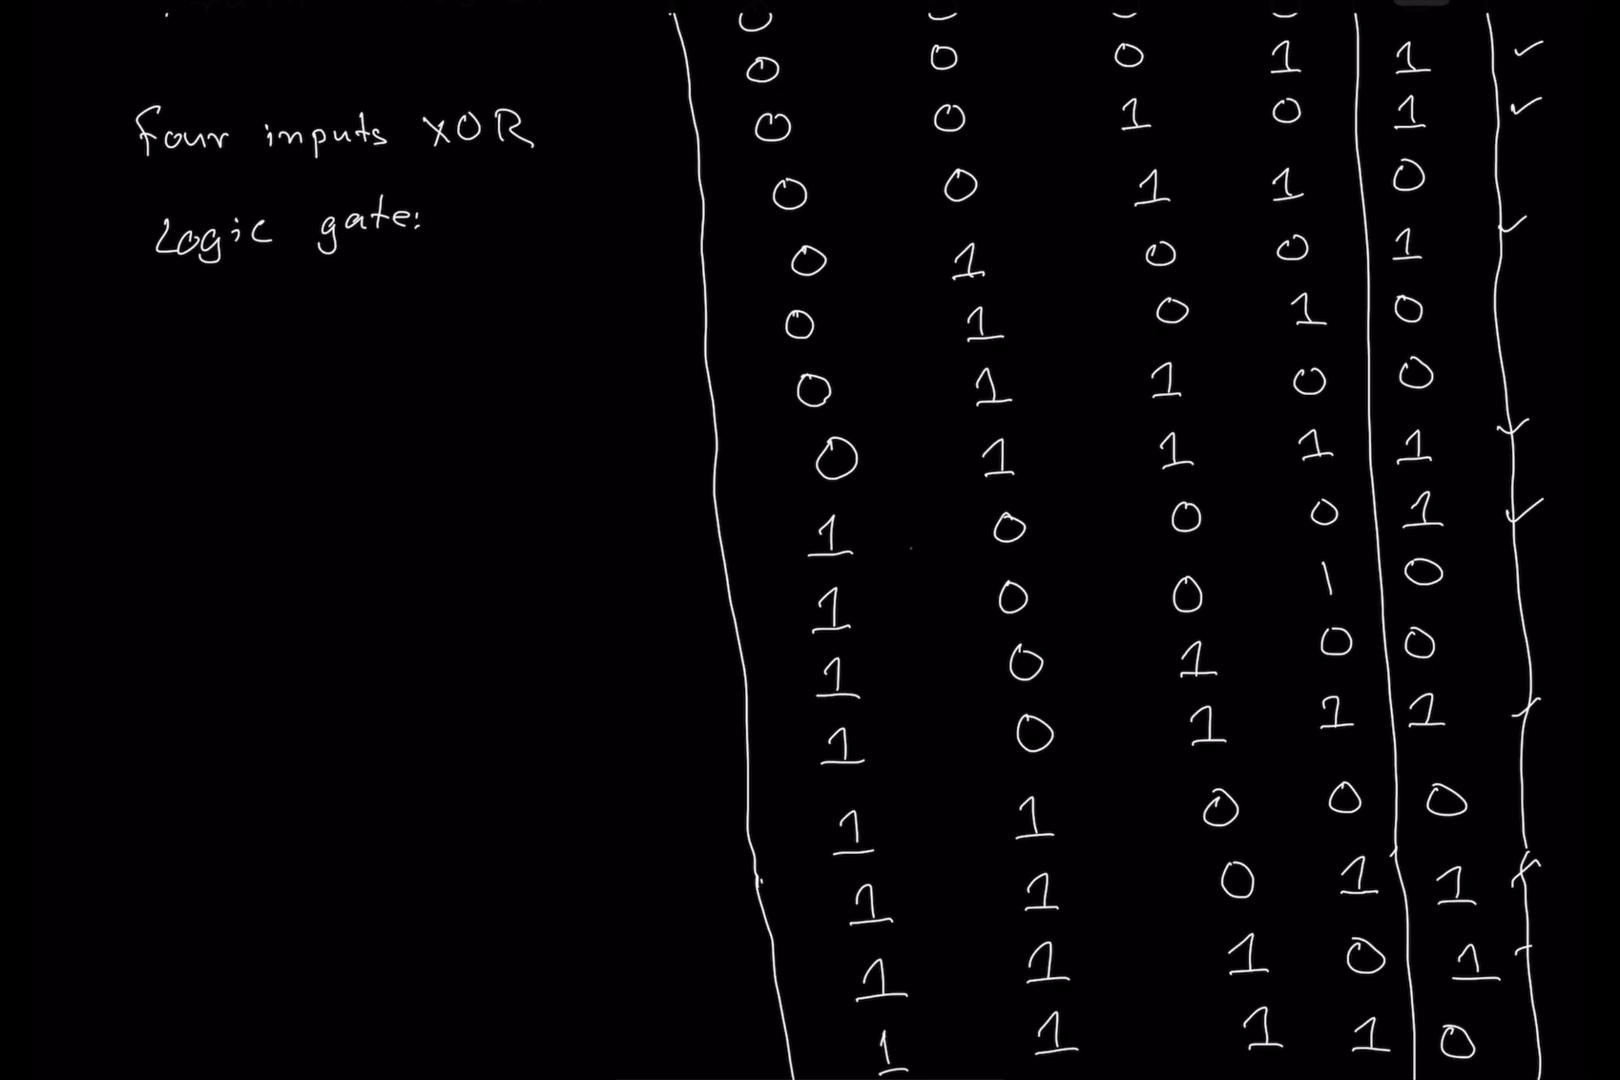 0 0 0 1 1 ✓
four inputs XOR
0 0 1 0 1 ✓
0 0 1 1 0
Logic gate:
0 1 0 0 1 ✓
0 1 0 1 0
0 1 1 0 0
0 1 1 1 1 ✓
1 0 0 0 1 ✓
1 0 0 1 0
1 0 1 0 0
1 0 1 1 1 ✓
1 1 0 0 0
1 1 0 1 1 ✓
1 1 1 0 1 ✓
1 1 1 1 0